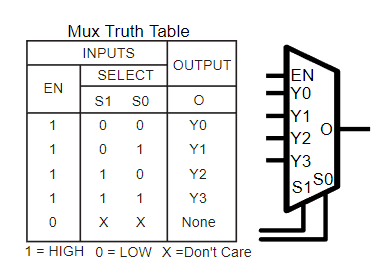 Mux Truth Table
INPUTS
OUTPUT
EN
SELECT
S1 S0
O
1 0 0 Y0
1 0 1 Y1
1 1 0 Y2
1 1 1 Y3
0 X X None
1 = HIGH 0 = LOW X =Don't Care
EN
Y0
Y1
Y2
Y3
O
S1
S0